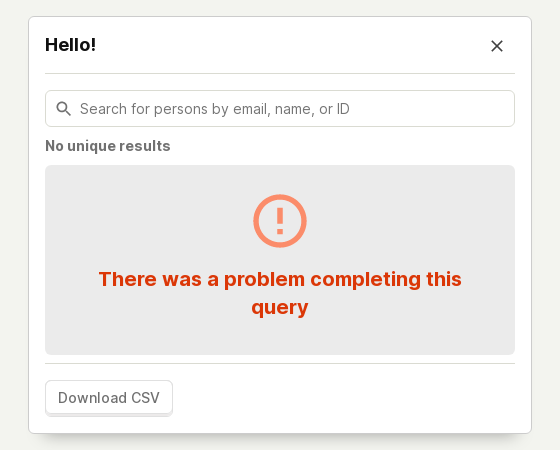 Hello!
Search for persons by email, name, or ID
No unique results
There was a problem completing this
query
Download CSV